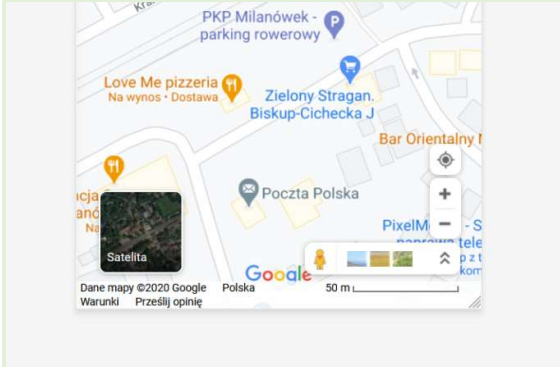 PKP Milanówek -
parking rowerowy
Love Me pizzeria
Na wynos • Dostawa
Zielony Stragan.
Biskup-Cichecka J
Bar Orientalny
Poczta Polska
Satelita
Google
Dane mapy ©2020 Google Polska 50 m
Warunki Prześlij opinię